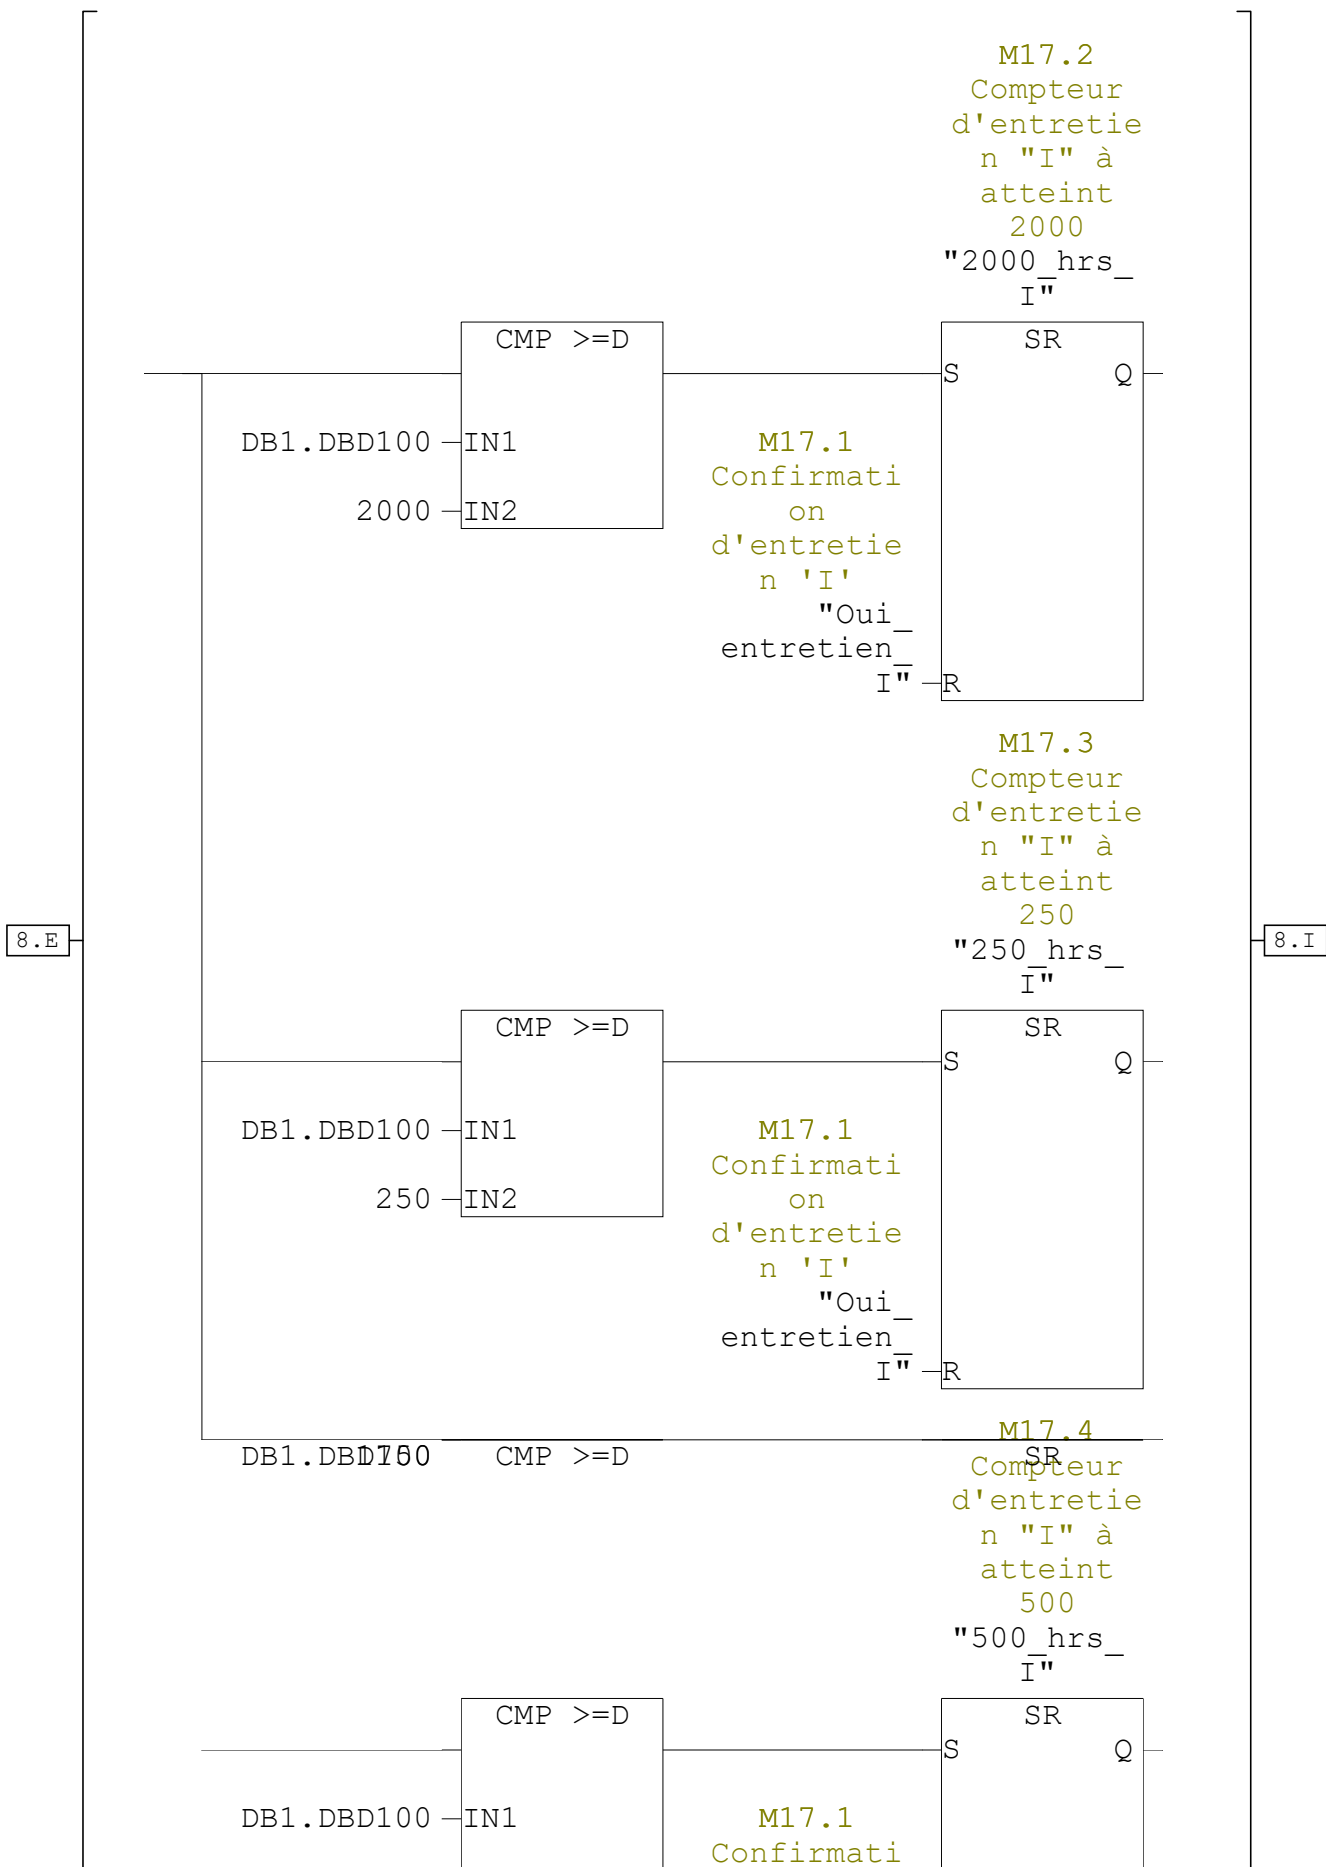 M17.2
Compteur
d'entretie
n "I" à
atteint
2000
"2000_hrs_
I"
CMP >=D
SR
S
Q
DB1.DBD100
IN1
2000
IN2
M17.1
Confirmati
on
d'entretie
n 'I'
"Oui_
entretien_
I"
R
M17.3
Compteur
d'entretie
n "I" à
atteint
250
"250_hrs_
I"
8.E
8.I
CMP >=D
SR
S
Q
DB1.DBD100
IN1
250
IN2
M17.1
Confirmati
on
d'entretie
n 'I'
"Oui_
entretien_
I"
R
CMP >=D
SR
M17.4
Compteur
d'entretie
n "I" à
atteint
500
"500_hrs_
I"
CMP >=D
SR
S
Q
DB1.DBD100
IN1
M17.1
Confirmati